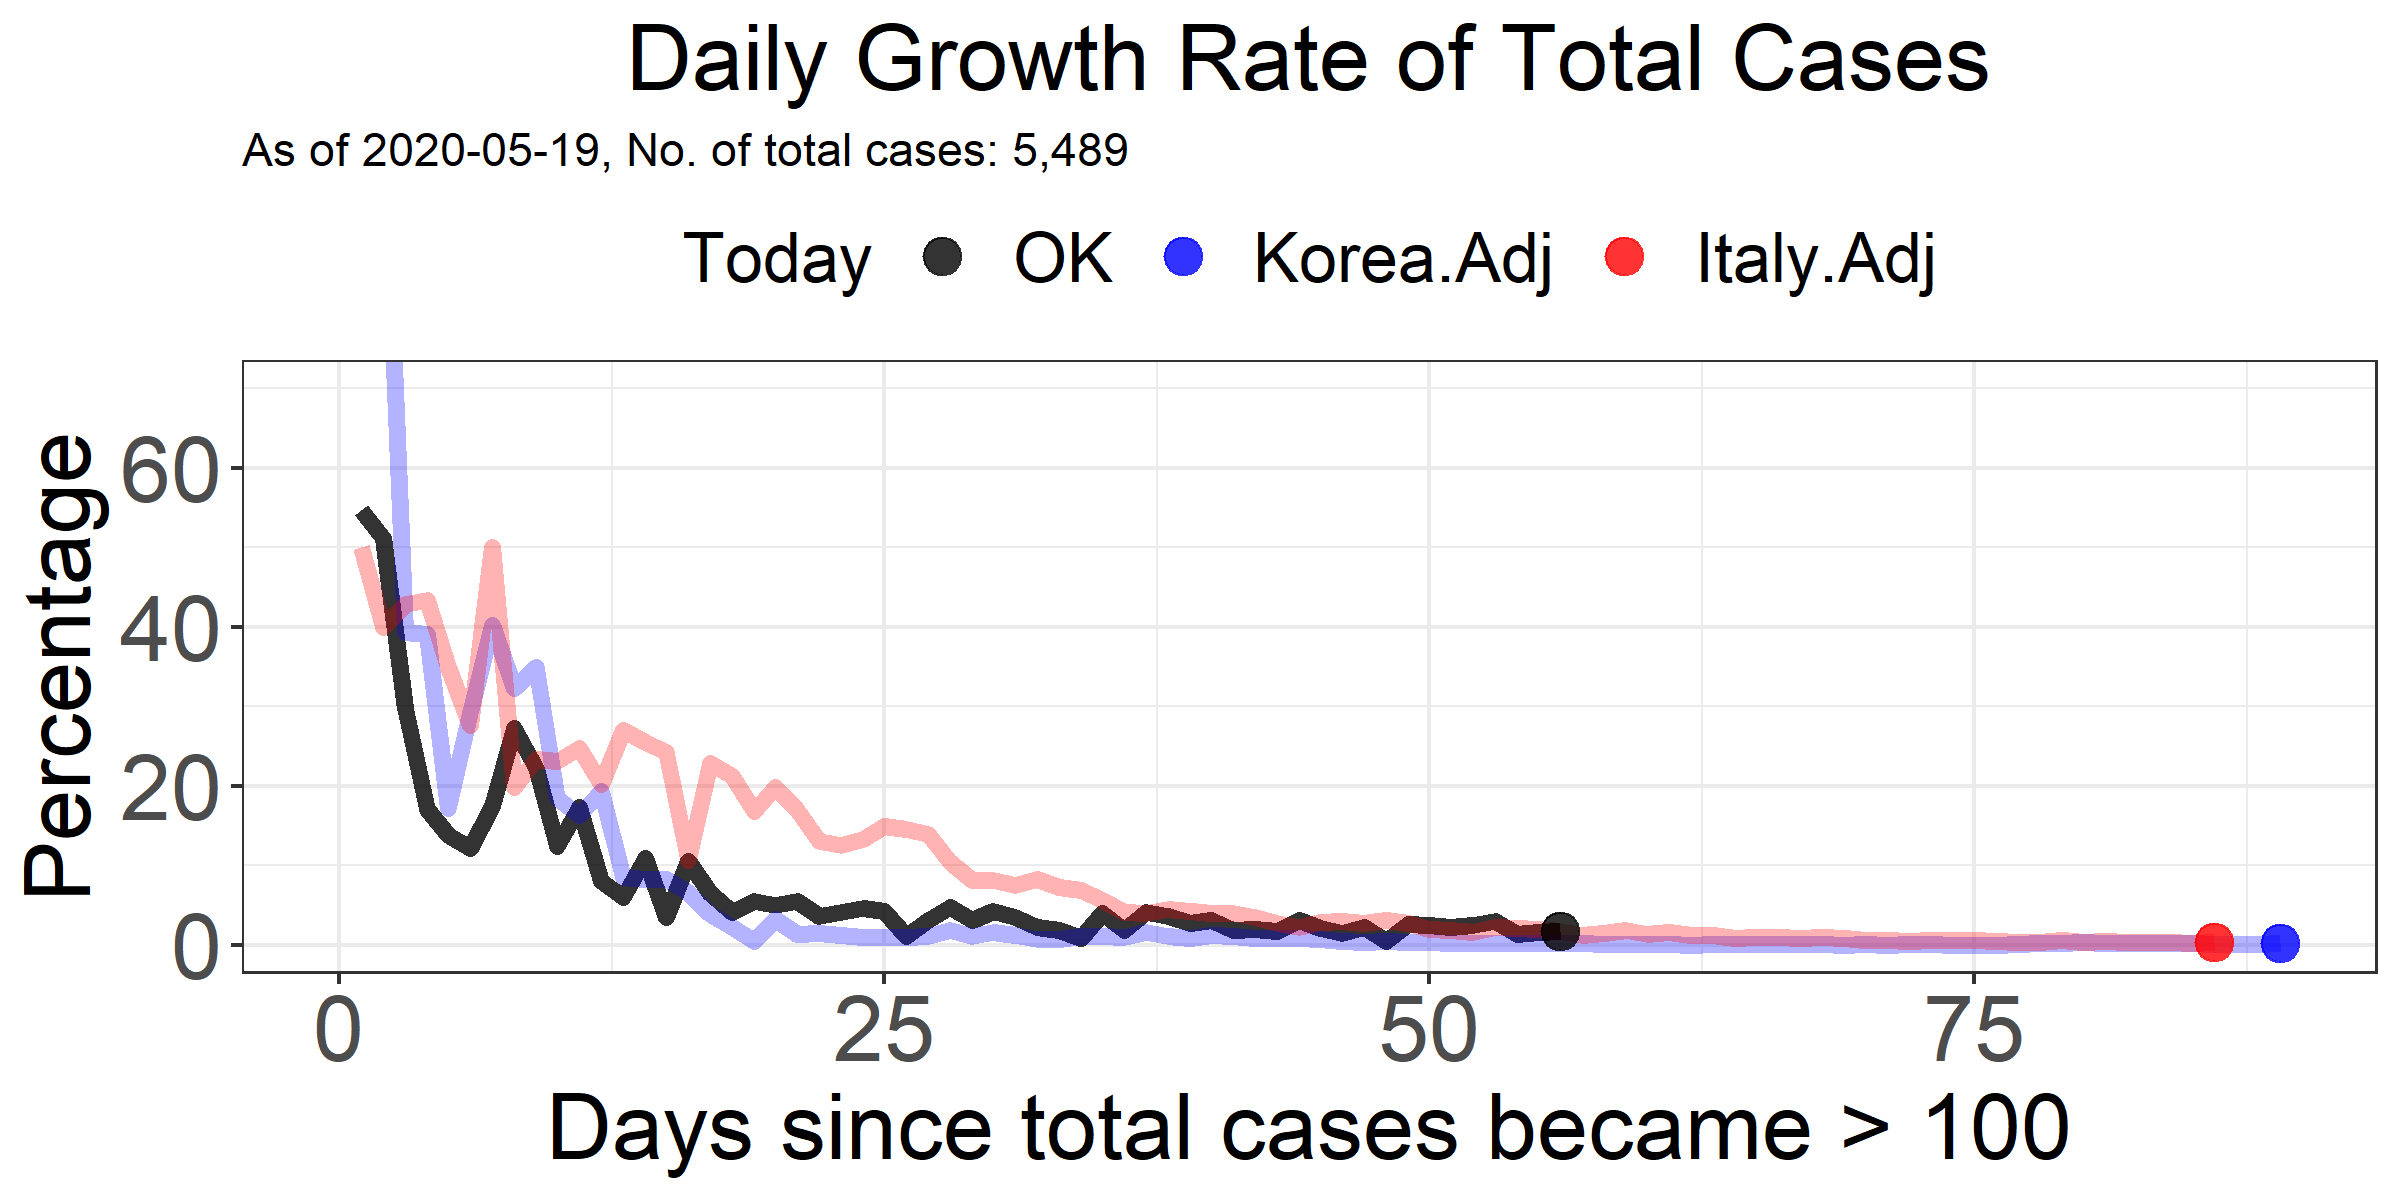 Daily Growth Rate of Total Cases
As of 2020-05-19, No. of total cases: 5,489
Today OK Korea.Adj Italy.Adj
Percentage
60
40
20
0
0 25 50 75
Days since total cases became > 100